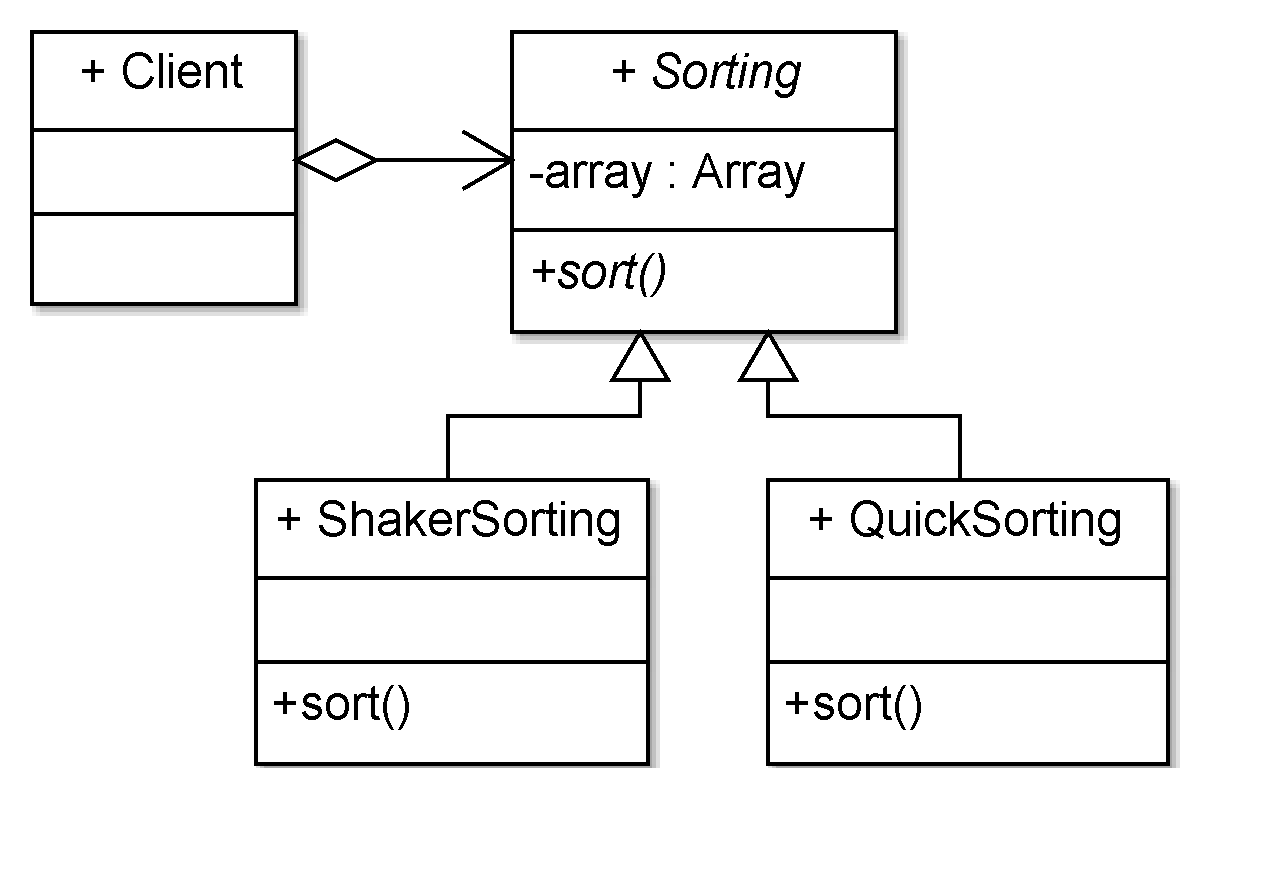 + Client
+ Sorting
-array : Array
+sort()
+ ShakerSorting
+sort()
+ QuickSorting
+sort()